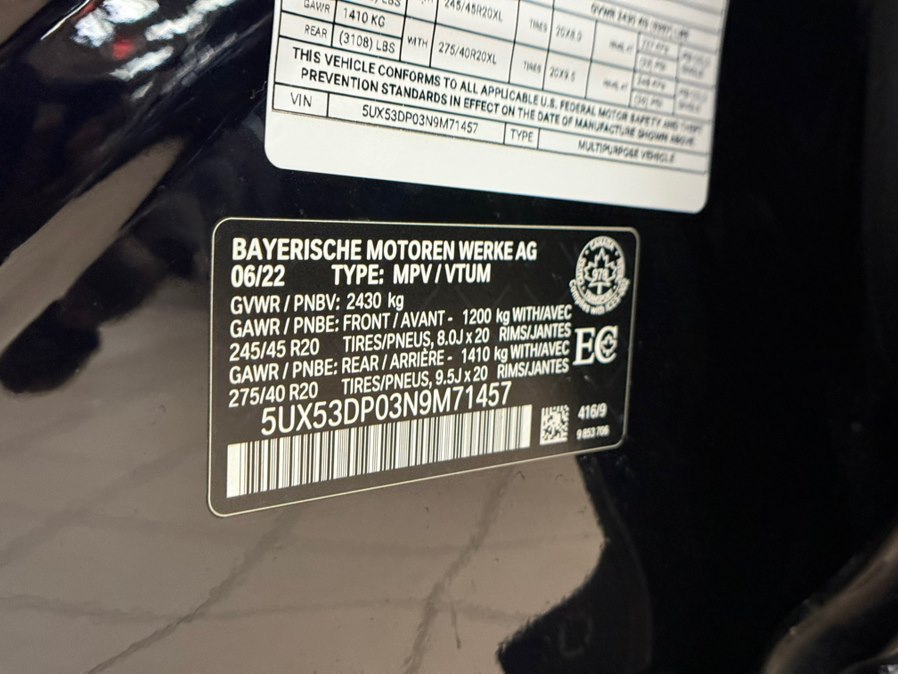 GAWR 1410 KG 245/45R20XL TIRES 20X8.0
REAR (3108) LBS WITH 275/40R20XL TIRES 20X9.5
THIS VEHICLE CONFORMS TO ALL APPLICABLE U.S. FEDERAL MOTOR SAFETY AND THEFT
PREVENTION STANDARDS IN EFFECT ON THE DATE OF MANUFACTURE SHOWN ABOVE.
VIN 5UX53DP03N9M71457 TYPE MULTIPURPOSE VEHICLE
BAYERISCHE MOTOREN WERKE AG
06/22 TYPE: MPV / VTUM
GVWR / PNBV: 2430 kg
GAWR / PNBE: FRONT / AVANT - 1200 kg WITH/AVEC
245/45 R20 TIRES/PNEUS, 8.0J x 20 RIMS/JANTES
GAWR / PNBE: REAR / ARRIÈRE - 1410 kg WITH/AVEC
275/40 R20 TIRES/PNEUS, 9.5J x 20 RIMS/JANTES
5UX53DP03N9M71457
CANADA
EC
416/9
9 853 706